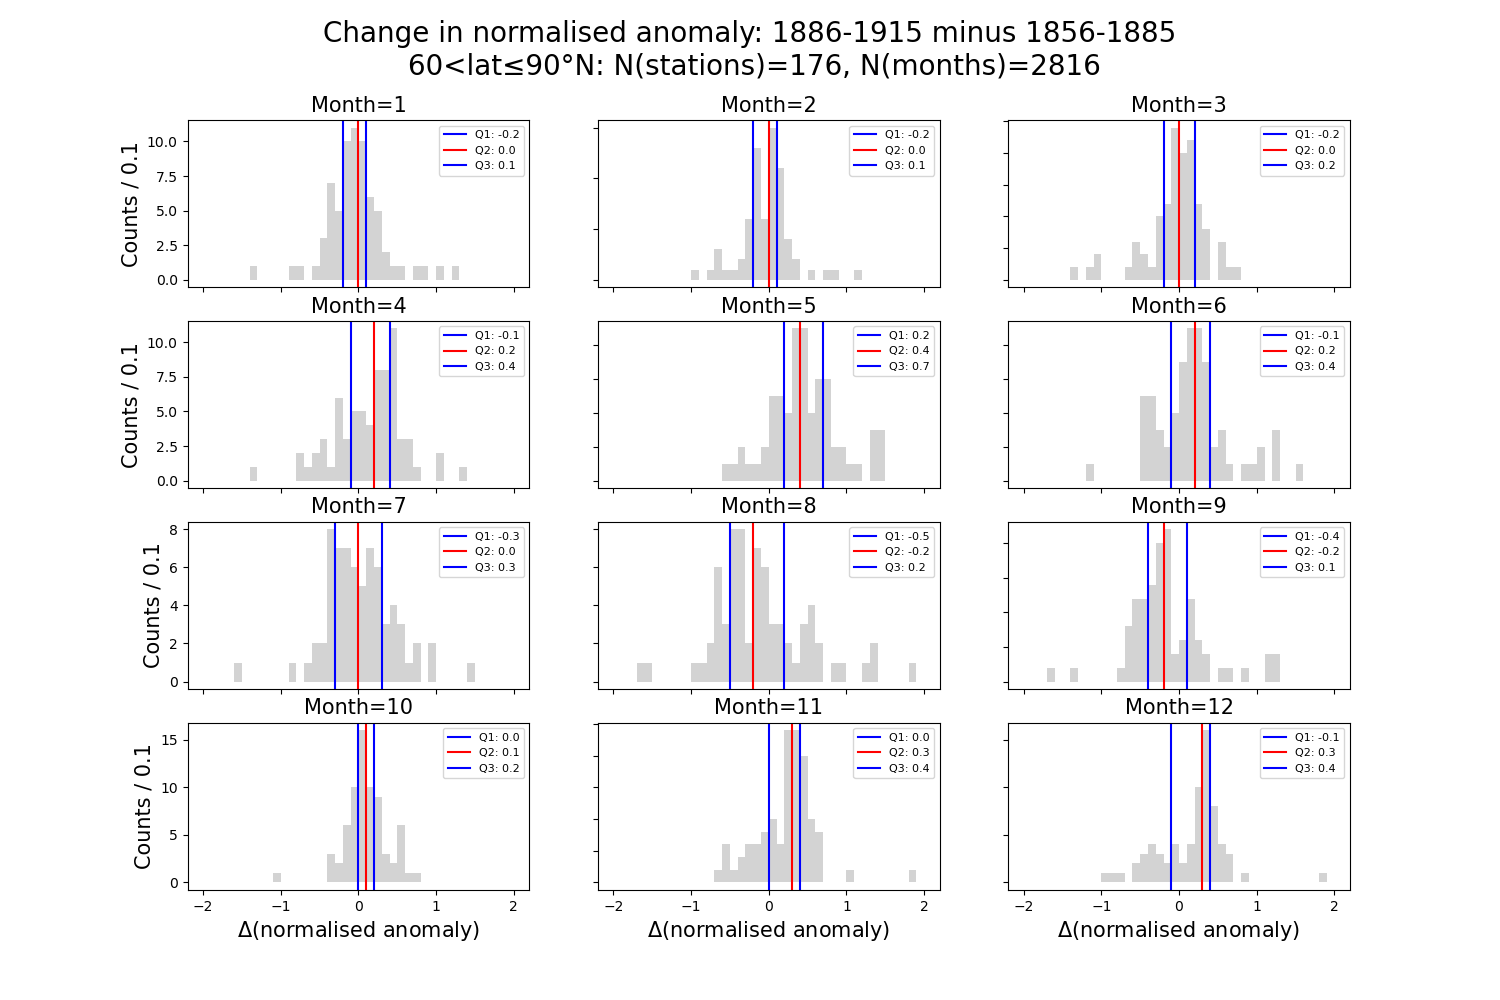 Change in normalised anomaly: 1886-1915 minus 1856-1885
60<lat≤90°N: N(stations)=176, N(months)=2816
Month=1
Month=2
Month=3
Counts / 0.1
10.0
7.5
5.0
2.5
0.0
Q1: -0.2
Q2: 0.0
Q3: 0.1
Q1: -0.2
Q2: 0.0
Q3: 0.1
Q1: -0.2
Q2: 0.0
Q3: 0.2
Month=4
Month=5
Month=6
Counts / 0.1
10.0
7.5
5.0
2.5
0.0
Q1: -0.1
Q2: 0.2
Q3: 0.4
Q1: 0.2
Q2: 0.4
Q3: 0.7
Q1: -0.1
Q2: 0.2
Q3: 0.4
Month=7
Month=8
Month=9
Counts / 0.1
8
6
4
2
0
Q1: -0.3
Q2: 0.0
Q3: 0.3
Q1: -0.5
Q2: -0.2
Q3: 0.2
Q1: -0.4
Q2: -0.2
Q3: 0.1
Month=10
Month=11
Month=12
Counts / 0.1
15
10
5
0
Q1: 0.0
Q2: 0.1
Q3: 0.2
Q1: 0.0
Q2: 0.3
Q3: 0.4
Q1: -0.1
Q2: 0.3
Q3: 0.4
−2 −1 0 1 2
−2 −1 0 1 2
−2 −1 0 1 2
Δ(normalised anomaly)
Δ(normalised anomaly)
Δ(normalised anomaly)